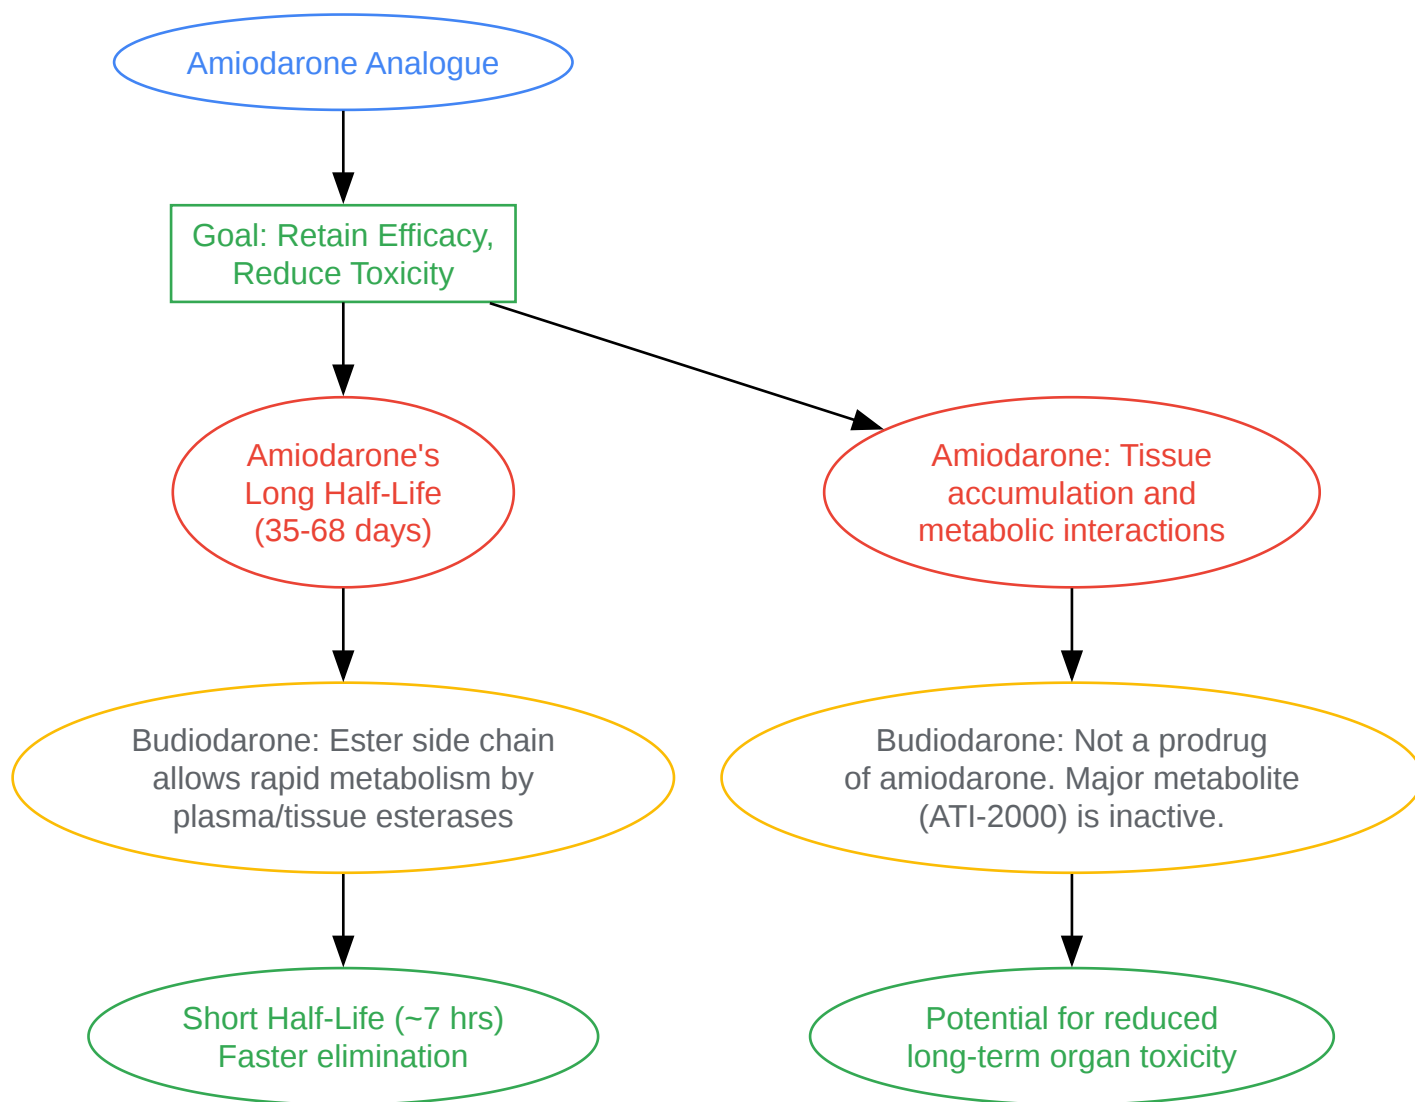 Amiodarone Analogue
Goal: Retain Efficacy,
Reduce Toxicity
Amiodarone's
Long Half-Life
(35-68 days)
Amiodarone: Tissue
accumulation and
metabolic interactions
Budiodarone: Ester side chain
allows rapid metabolism by
plasma/tissue esterases
Budiodarone: Not a prodrug
of amiodarone. Major metabolite
(ATI-2000) is inactive.
Short Half-Life (~7 hrs)
Faster elimination
Potential for reduced
long-term organ toxicity